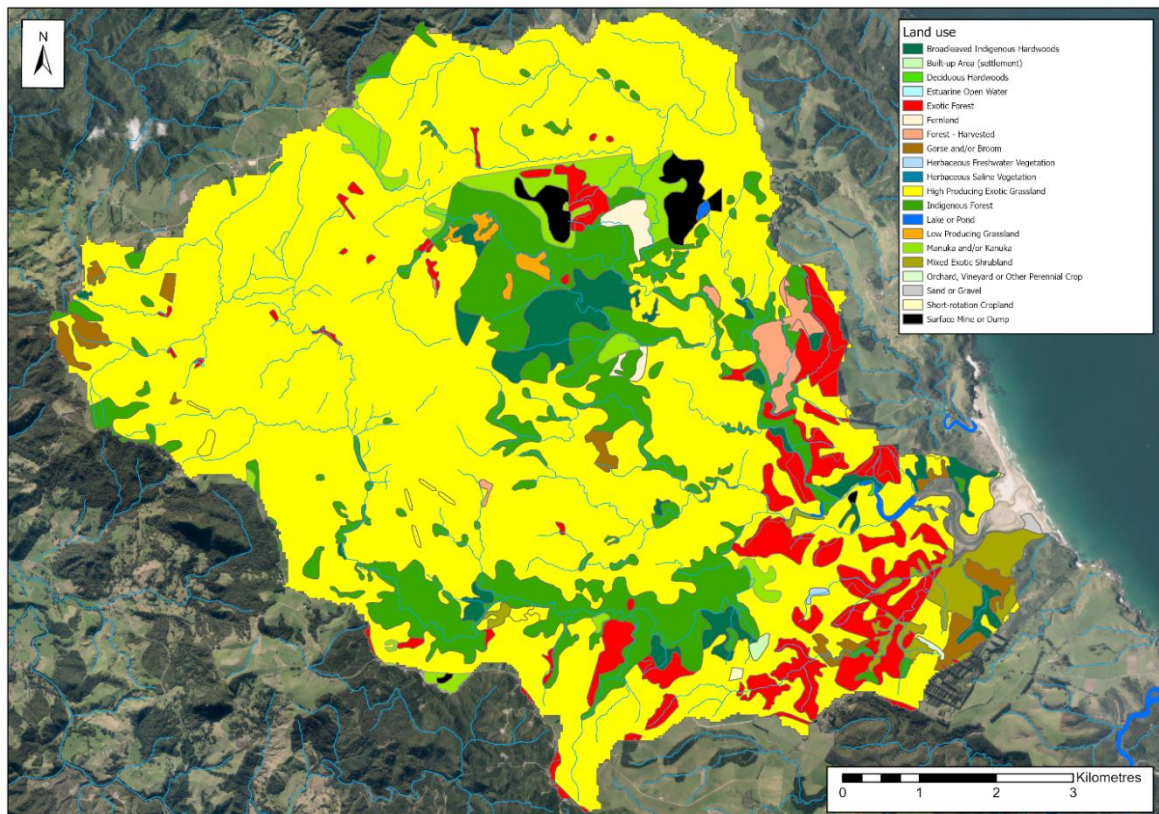 N
Land use
Broadleaved Indigenous Hardwoods
Built-up Area (settlement)
Deciduous Hardwoods
Estuarine Open Water
Exotic Forest
Fernland
Forest - Harvested
Gorse and/or Broom
Herbaceous Freshwater Vegetation
Herbaceous Saline Vegetation
High Producing Exotic Grassland
Indigenous Forest
Lake or Pond
Low Producing Grassland
Manuka and/or Kanuka
Mixed Exotic Shrubland
Orchard, Vineyard or Other Perennial Crop
Sand or Gravel
Short-rotation Cropland
Surface Mine or Dump
Kilometres
0 1 2 3